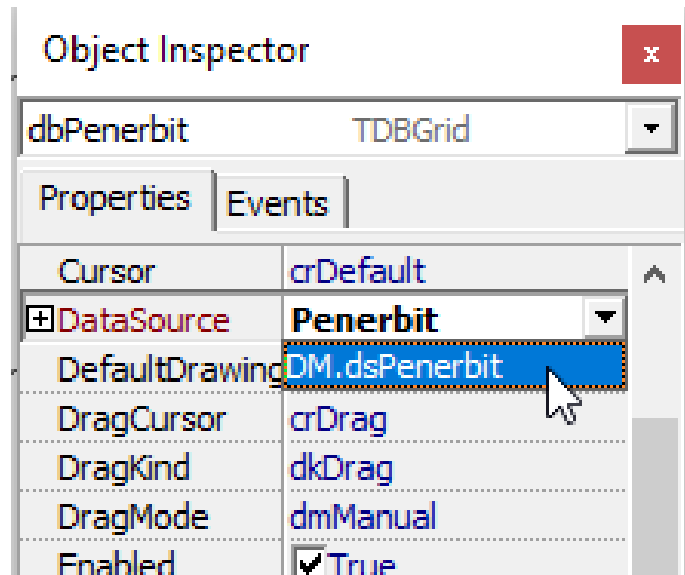 Object Inspector x
dbPenerbit TDBGrid
Properties Events
Cursor crDefault
DataSource Penerbit
DefaultDrawing DM.dsPenerbit
DragCursor crDrag
DragKind dkDrag
DragMode dmManual
Enabled True